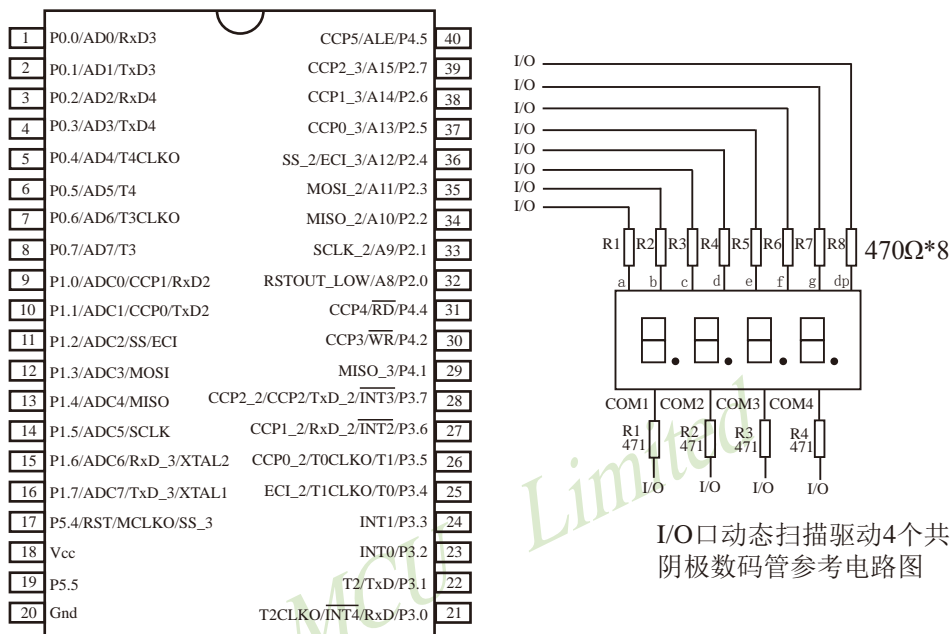 1 P0.0/AD0/RxD3 CCP5/ALE/P4.5 40
2 P0.1/AD1/TxD3 CCP2_3/A15/P2.7 39
3 P0.2/AD2/RxD4 CCP1_3/A14/P2.6 38
4 P0.3/AD3/TxD4 CCP0_3/A13/P2.5 37
5 P0.4/AD4/T4CLKO SS_2/ECI_3/A12/P2.4 36
6 P0.5/AD5/T4 MOSI_2/A11/P2.3 35
7 P0.6/AD6/T3CLKO MISO_2/A10/P2.2 34
8 P0.7/AD7/T3 SCLK_2/A9/P2.1 33
9 P1.0/ADC0/CCP1/RxD2 RSTOUT_LOW/A8/P2.0 32
10 P1.1/ADC1/CCP0/TxD2 CCP4/RD/P4.4 31
11 P1.2/ADC2/SS/ECI CCP3/WR/P4.2 30
12 P1.3/ADC3/MOSI MISO_3/P4.1 29
13 P1.4/ADC4/MISO CCP2_2/CCP2/TxD_2/INT3/P3.7 28
14 P1.5/ADC5/SCLK CCP1_2/RxD_2/INT2/P3.6 27
15 P1.6/ADC6/RxD_3/XTAL2 CCP0_2/T0CLKO/T1/P3.5 26
16 P1.7/ADC7/TxD_3/XTAL1 ECI_2/T1CLKO/T0/P3.4 25
17 P5.4/RST/MCLKO/SS_3 INT1/P3.3 24
18 Vcc INT0/P3.2 23
19 P5.5 T2/TxD/P3.1 22
20 Gnd T2CLKO/INT4/RxD/P3.0 21
I/O
I/O
I/O
I/O
I/O
I/O
I/O
I/O
R1 R2 R3 R4 R5 R6 R7 R8 470Ω*8
a b c d e f g dp
COM1 COM2 COM3 COM4
R1 R2 R3 R4
471 471 471 471
I/O I/O I/O I/O
I/O口动态扫描驱动4个共
阴极数码管参考电路图
MCU Limited